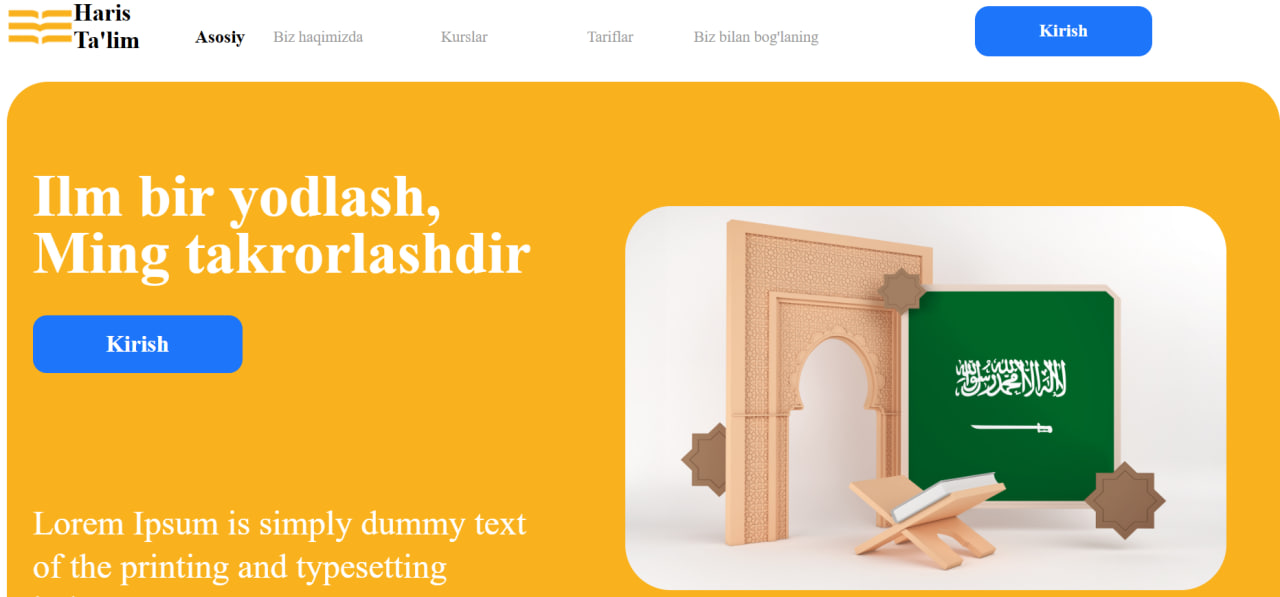 Haris
Ta'lim
Asosiy
Biz haqimizda
Kurslar
Tariflar
Biz bilan bog'laning
Kirish
Ilm bir yodlash,
Ming takrorlashdir
Kirish
لا إله إلا الله محمد رسول الله
Lorem Ipsum is simply dummy text
of the printing and typesetting